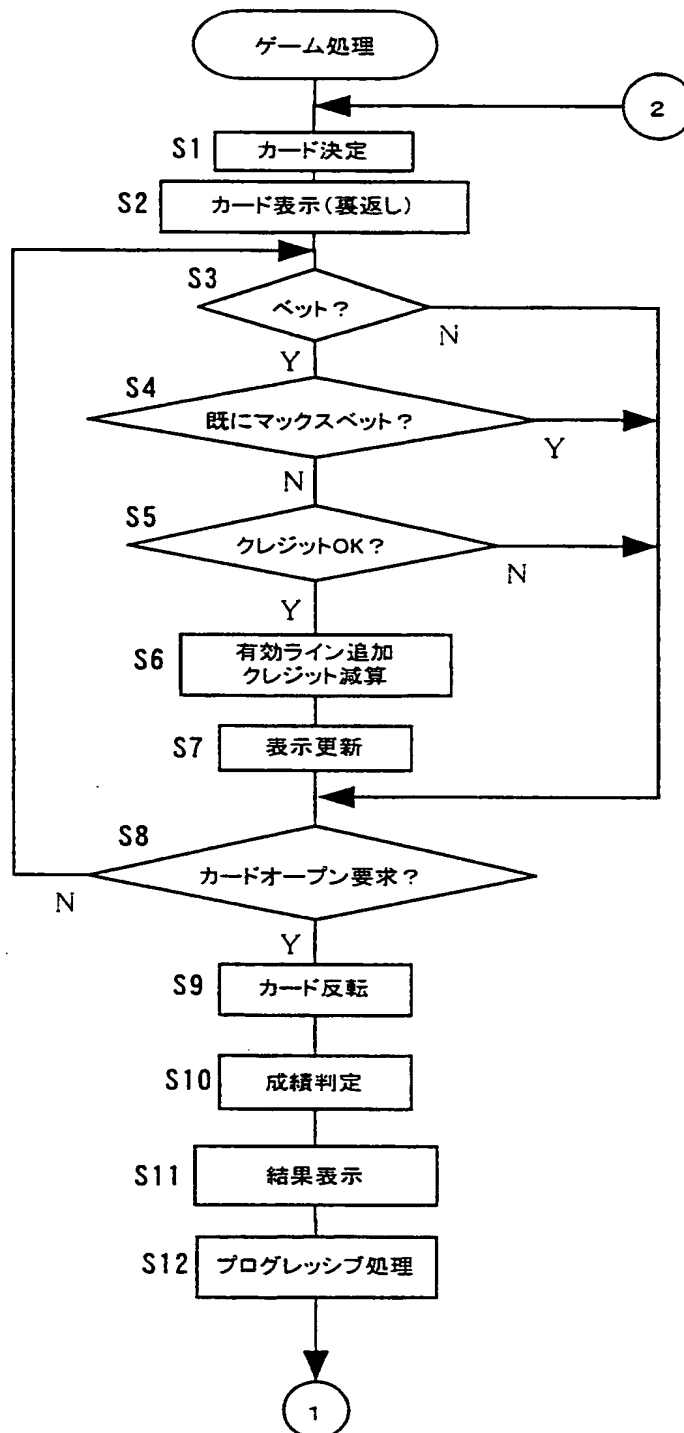 ゲーム処理
2
S1
カード決定
S2
カード表示(裏返し)
S3
ベット?
N
Y
S4
既にマックスベット?
Y
N
S5
クレジットOK?
N
Y
S6
有効ライン追加
クレジット減算
S7
表示更新
S8
カードオープン要求?
N
Y
S9
カード反転
S10
成績判定
S11
結果表示
S12
プログレッシブ処理
1